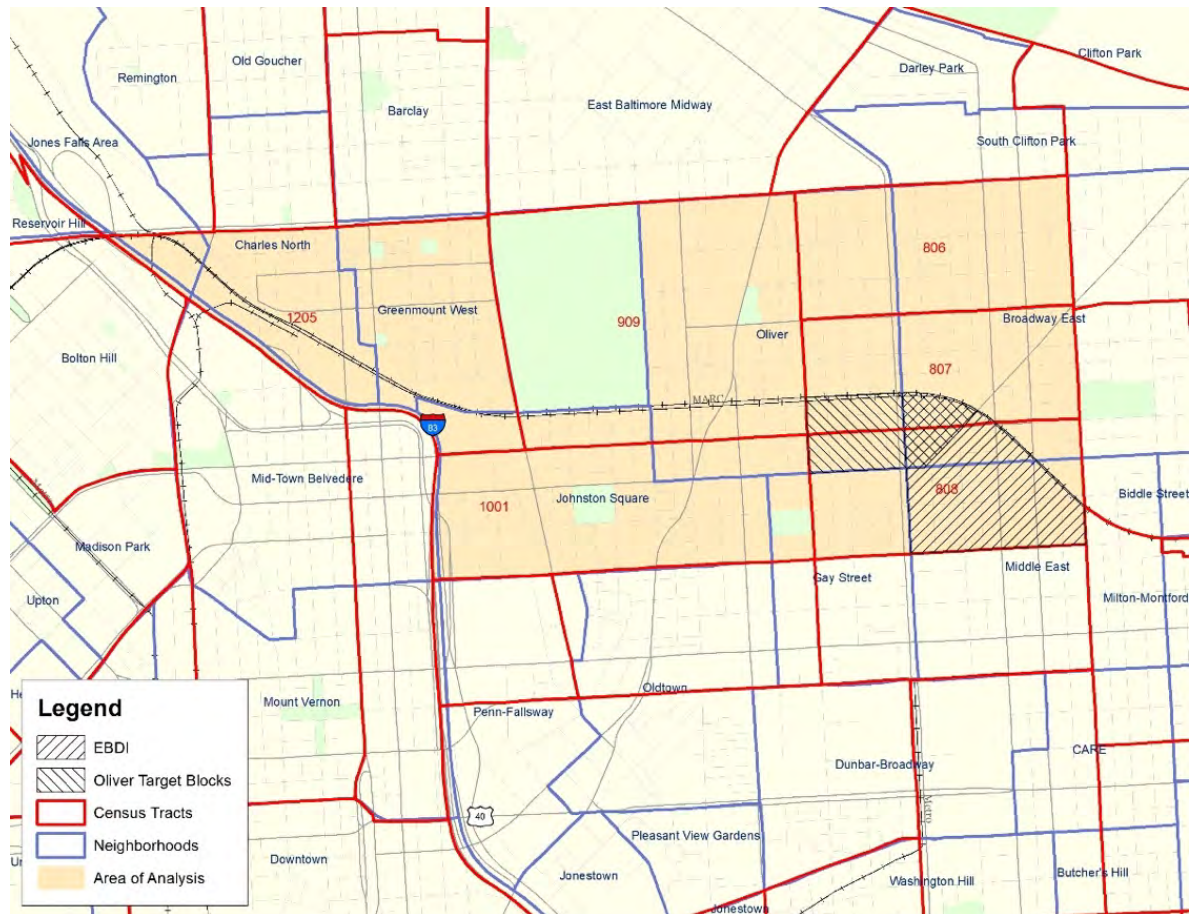 Clifton Park
Old Goucher
Darley Park
Remington
East Baltimore Midway
Barclay
Jones Falls Area
South Clifton Park
Reservoir Hill
Charles North
806
Greenmount West
1205
909
Broadway East
Oliver
Bolton Hill
807
MARC
83
Mid-Town Belvedere
808
Biddle Street
Johnston Square
1001
Madison Park
Middle East
Gay Street
Upton
Milton-Montford
Oldtown
Mount Vernon
Penn-Fallsway
CARE
Dunbar-Broadway
Metro
40
Pleasant View Gardens
Downtown
Jonestown
Butcher's Hill
Washington Hill
Jonestown
Legend
EBDI
Oliver Target Blocks
Census Tracts
Neighborhoods
Area of Analysis